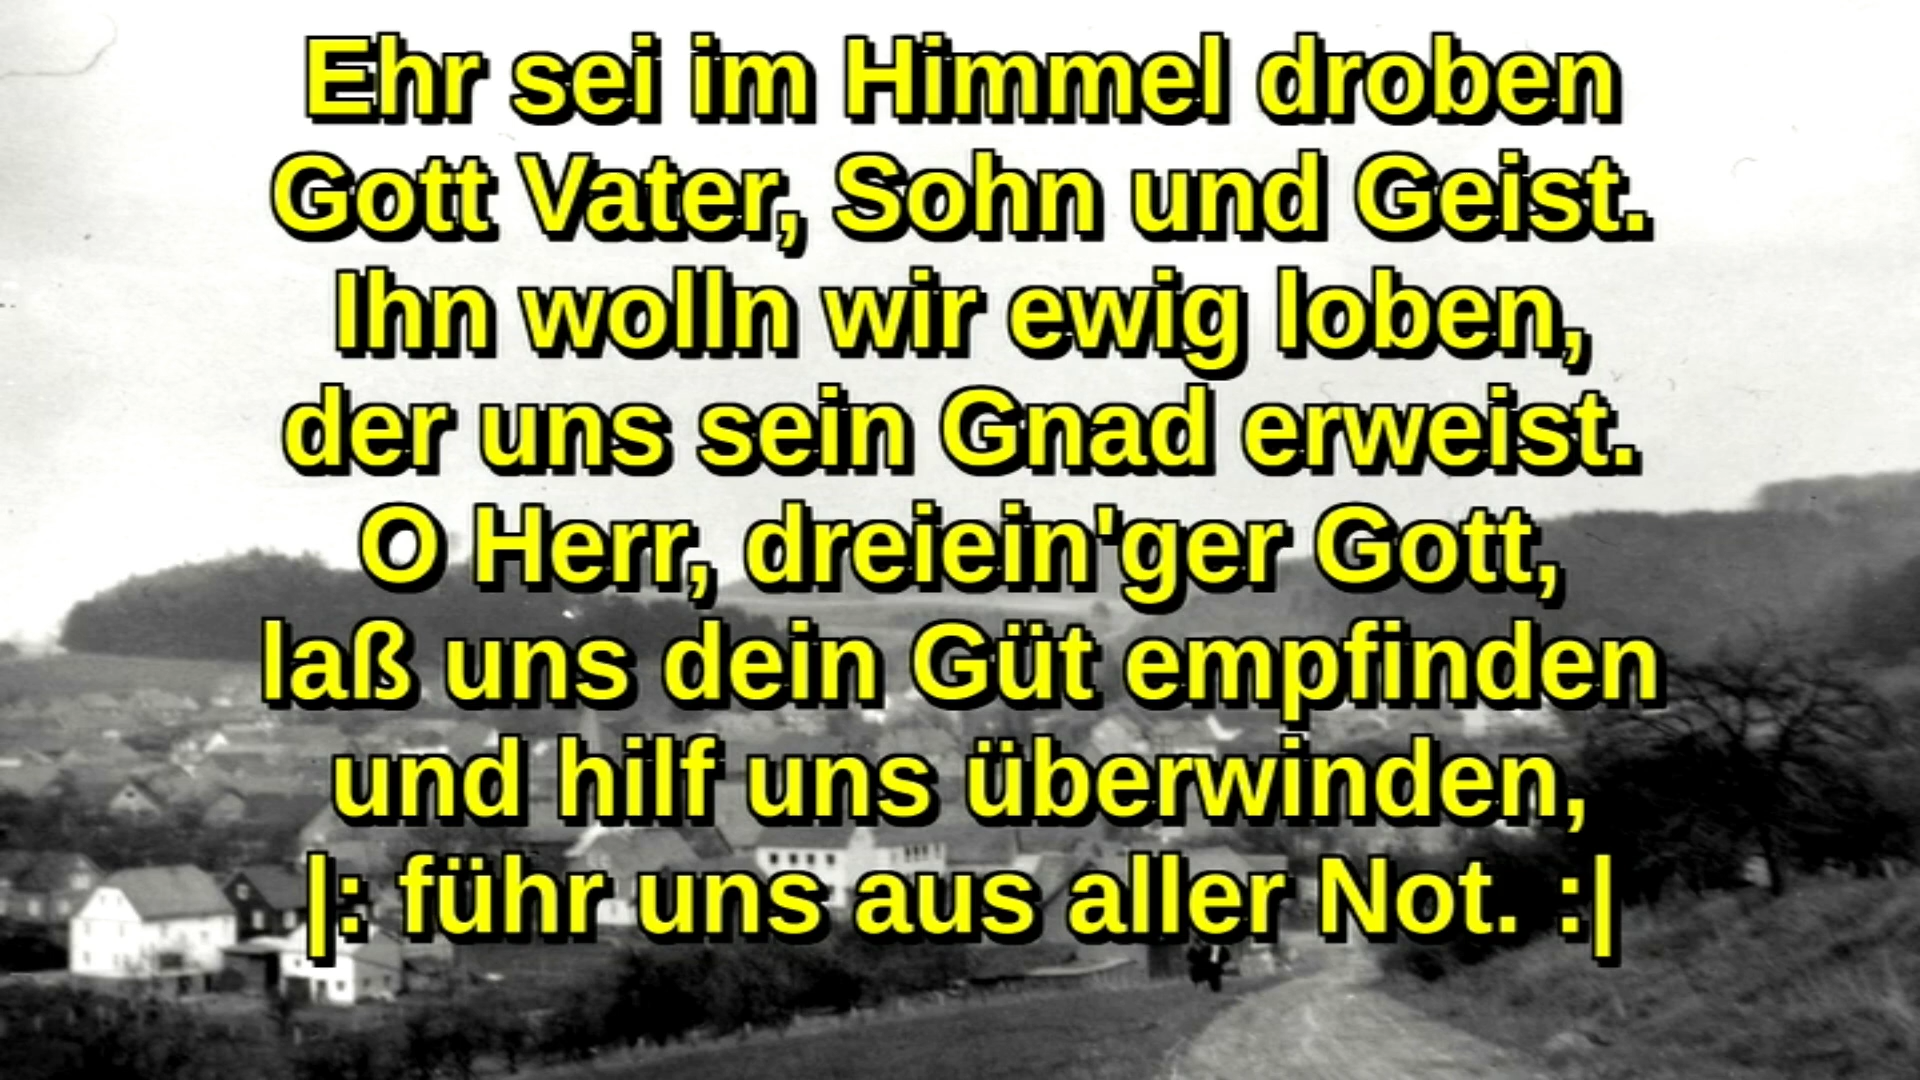 Ehr sei im Himmel droben
Gott Vater, Sohn und Geist.
Ihn wolln wir ewig loben,
der uns sein Gnad erweist.
O Herr, dreiein'ger Gott,
laß uns dein Güt empfinden
und hilf uns überwinden,
|: führ uns aus aller Not. :|